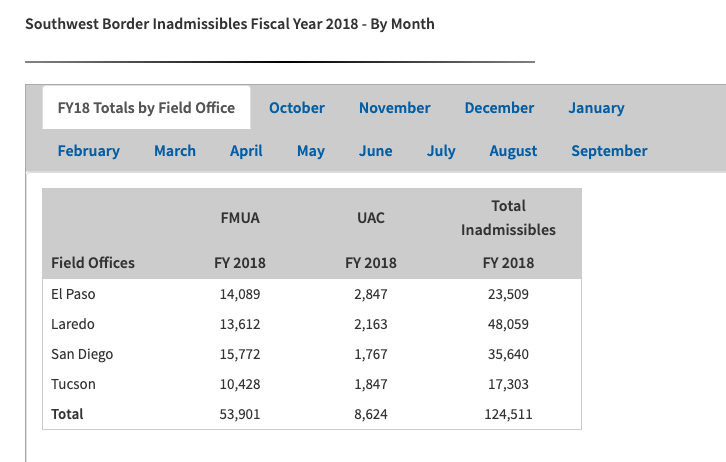 Southwest Border Inadmissibles Fiscal Year 2018 - By Month
FY18 Totals by Field Office October November December January
February March April May June July August September
FMUA UAC Total Inadmissibles
Field Offices FY 2018 FY 2018 FY 2018
El Paso 14,089 2,847 23,509
Laredo 13,612 2,163 48,059
San Diego 15,772 1,767 35,640
Tucson 10,428 1,847 17,303
Total 53,901 8,624 124,511